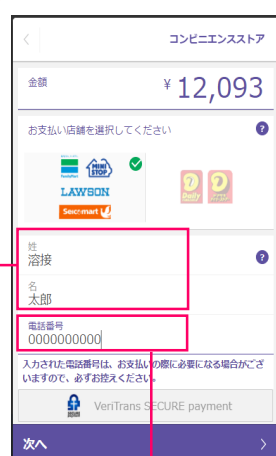 コンビニエンスストア
金額
¥ 12,093
お支払い店舗を選択してください
?
FamilyMart
MINI STOP
LAWSON
Seicomart
Daily
?
姓
溶接
名
太郎
電話番号
0000000000
入力された電話番号は、お支払いの際に必要になる場合がござ
いますので、必ずお控えください。
VeriTrans SECURE payment
次へ